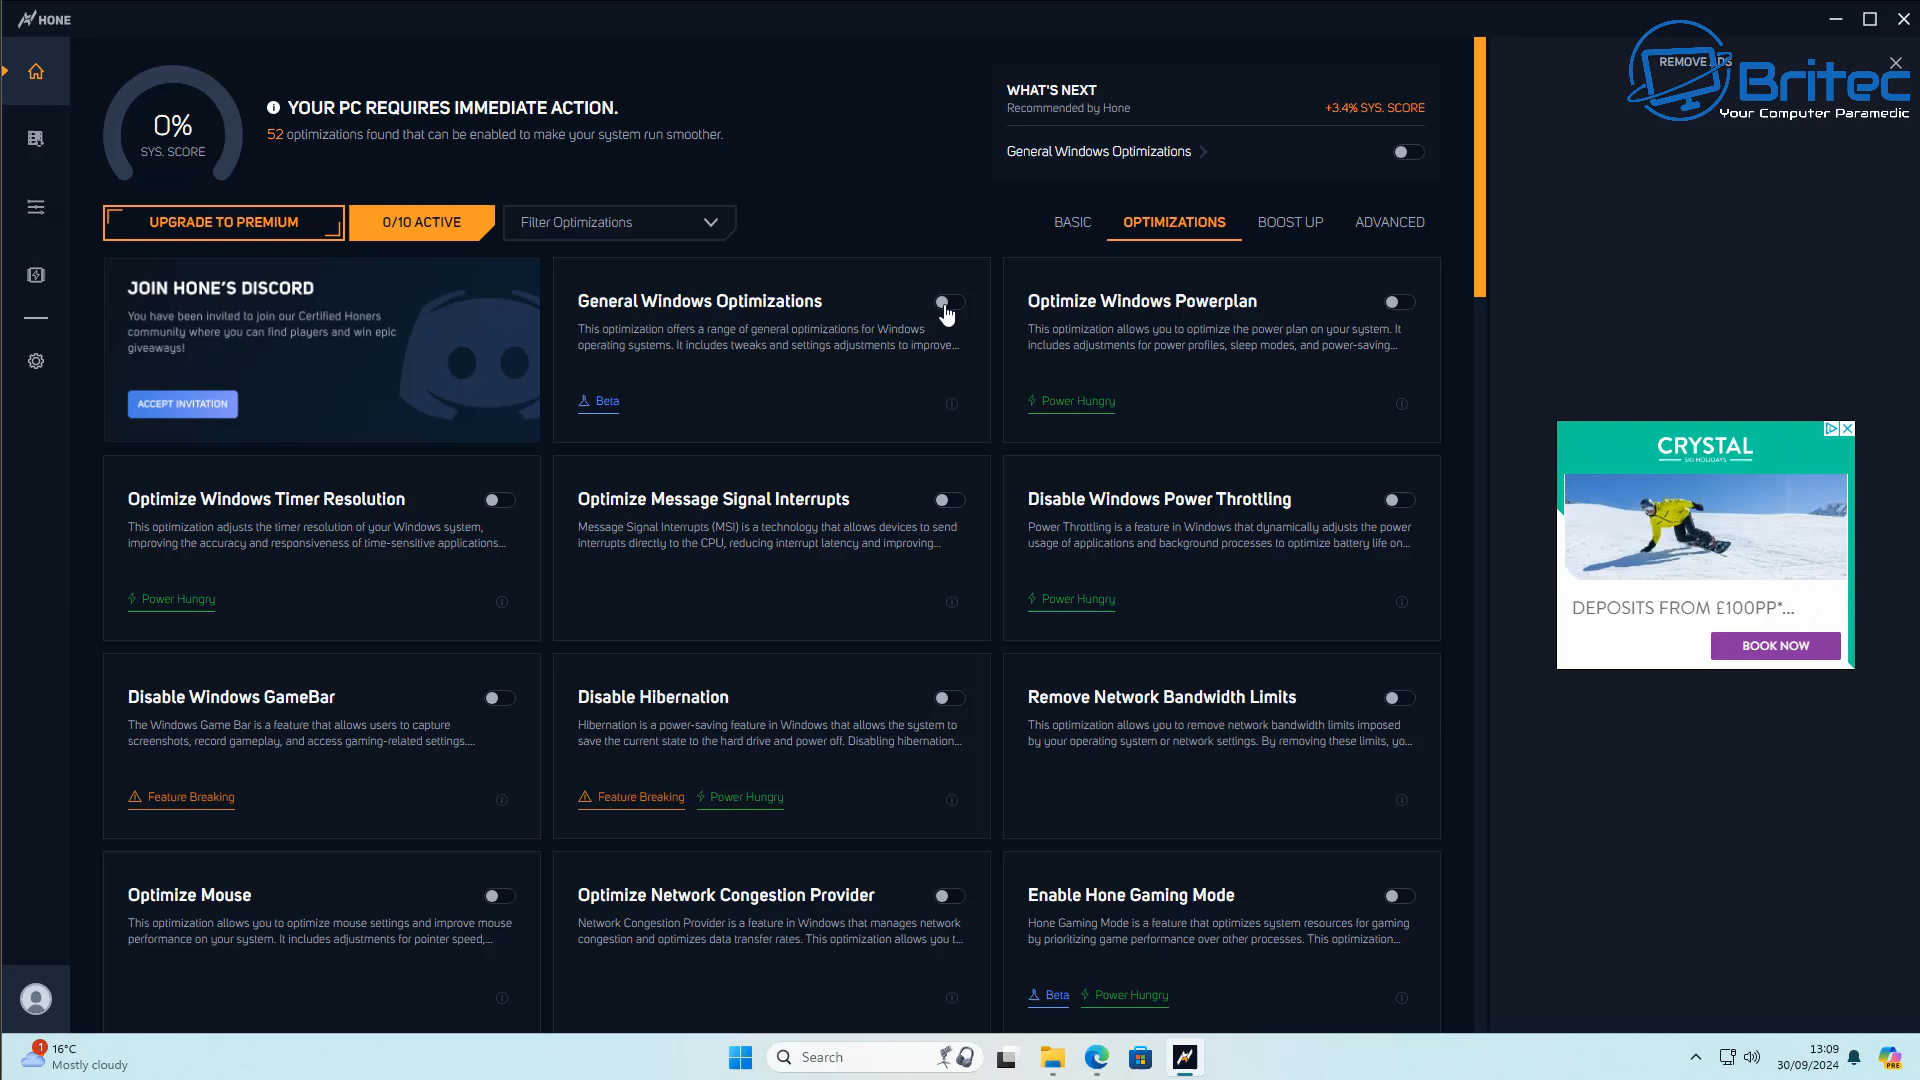 HONE
REMOVE ADS
Britec
Your Computer Paramedic
0%
SYS. SCORE
YOUR PC REQUIRES IMMEDIATE ACTION.
52 optimizations found that can be enabled to make your system run smoother.
WHAT'S NEXT
Recommended by Hone
+3.4% SYS. SCORE
General Windows Optimizations
UPGRADE TO PREMIUM
0/10 ACTIVE
Filter Optimizations
BASIC
OPTIMIZATIONS
BOOST UP
ADVANCED
JOIN HONE'S DISCORD
You have been invited to join our Certified Honers
community where you can find players and win epic
giveaways!
ACCEPT INVITATION
General Windows Optimizations
This optimization offers a range of general optimizations for Windows
operating systems. It includes tweaks and settings adjustments to improve...
Beta
Optimize Windows Powerplan
This optimization allows you to optimize the power plan on your system. It
includes adjustments for power profiles, sleep modes, and power-saving...
Power Hungry
Optimize Windows Timer Resolution
This optimization adjusts the timer resolution of your Windows system,
improving the accuracy and responsiveness of time-sensitive applications...
Power Hungry
Optimize Message Signal Interrupts
Message Signal Interrupts (MSI) is a technology that allows devices to send
interrupts directly to the CPU, reducing interrupt latency and improving...
Disable Windows Power Throttling
Power Throttling is a feature in Windows that dynamically adjusts the power
usage of applications and background processes to optimize battery life on...
Power Hungry
CRYSTAL
SKI HOLIDAYS
DEPOSITS FROM £100PP*...
BOOK NOW
Disable Windows GameBar
The Windows Game Bar is a feature that allows users to capture
screenshots, record gameplay, and access gaming-related settings....
Feature Breaking
Disable Hibernation
Hibernation is a power-saving feature in Windows that allows the system to
save the current state to the hard drive and power off. Disabling hibernation...
Feature Breaking
Power Hungry
Remove Network Bandwidth Limits
This optimization allows you to remove network bandwidth limits imposed
by your operating system or network settings. By removing these limits, yo...
Optimize Mouse
This optimization allows you to optimize mouse settings and improve mouse
performance on your system. It includes adjustments for pointer speed,...
Optimize Network Congestion Provider
Network Congestion Provider is a feature in Windows that manages network
congestion and optimizes data transfer rates. This optimization allows you t...
Enable Hone Gaming Mode
Hone Gaming Mode is a feature that optimizes system resources for gaming
by prioritizing game performance over other processes. This optimization...
Beta
Power Hungry
1
16°C
Mostly cloudy
Search
13:09
30/09/2024
PRE